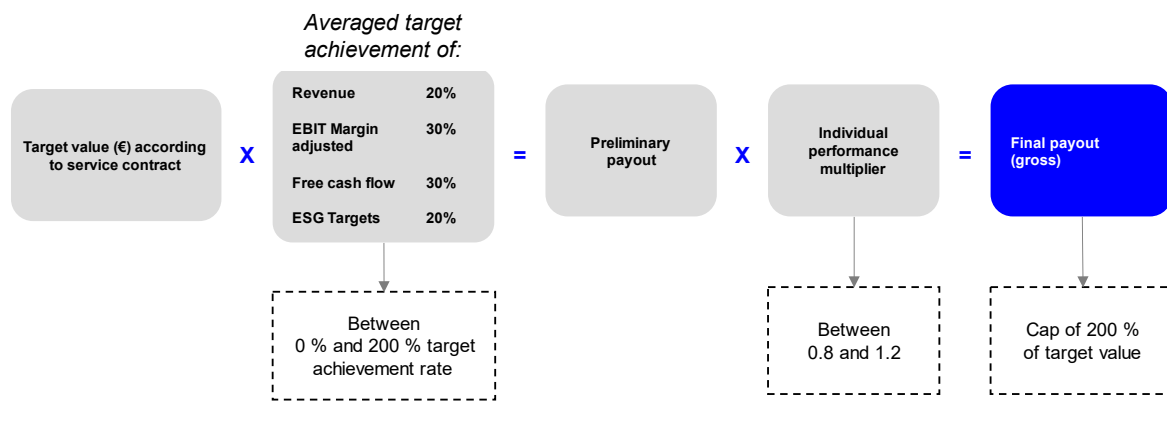 Averaged target
achievement of:
Target value (€) according
to service contract
X
Revenue 20%
EBIT Margin 30%
adjusted
Free cash flow 30%
ESG Targets 20%
=
Preliminary
payout
X
Individual
performance
multiplier
=
Final payout
(gross)
Between
0 % and 200 % target
achievement rate
Between
0.8 and 1.2
Cap of 200 %
of target value